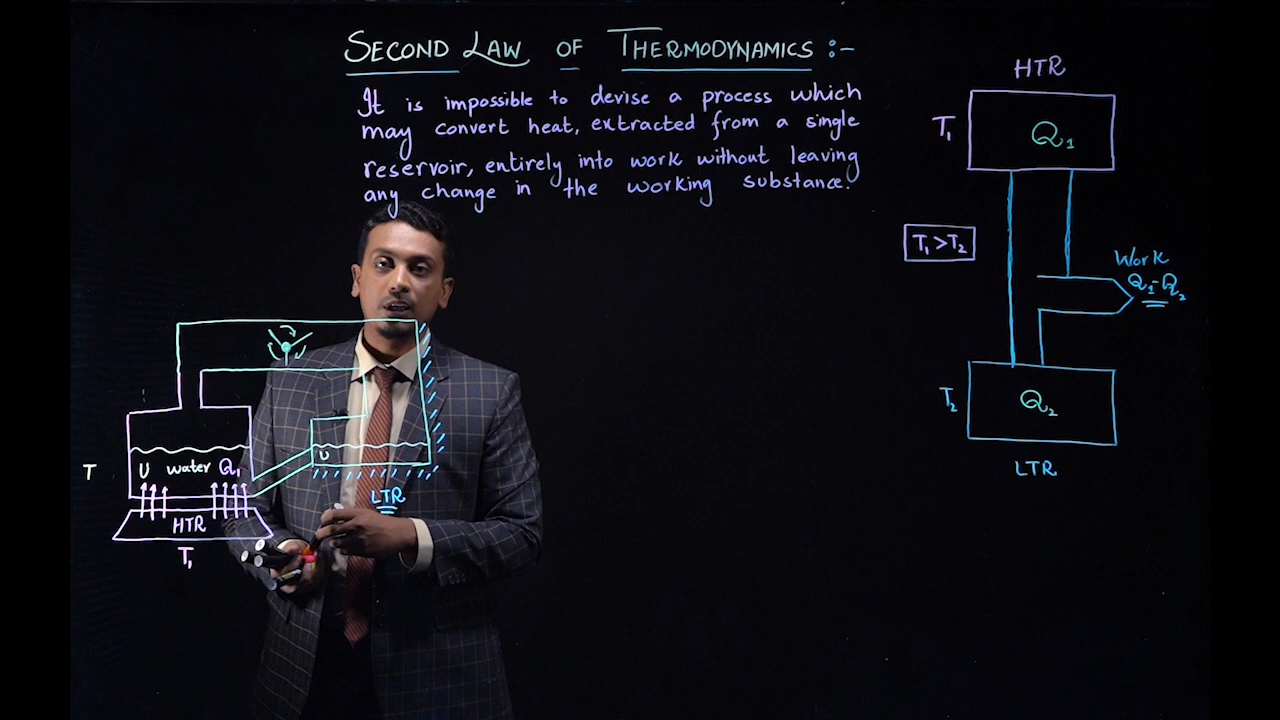 SECOND LAW OF THERMODYNAMICS :-
It is impossible to devise a process which
may convert heat, extracted from a single
reservoir, entirely into work without leaving
any change in the working substance.
U water Q₁
T
HTR
T₁
U
LTR
HTR
T₁
Q₁
T₁>T₂
Work
Q₁-Q₂
T₂
Q₂
LTR